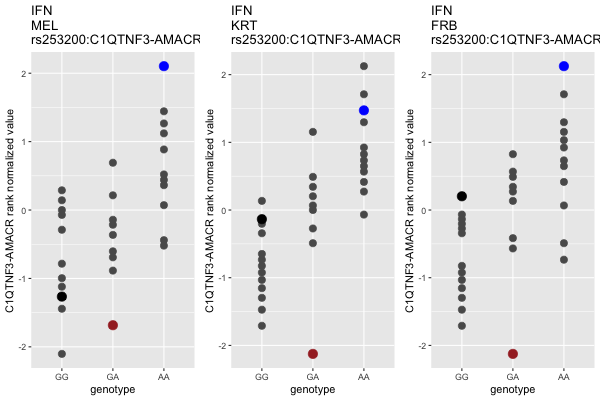 IFN
MEL
rs253200:C1QTNF3-AMACR
C1QTNF3-AMACR rank normalized value
2
1
0
-1
-2
GG
GA
AA
genotype
IFN
KRT
rs253200:C1QTNF3-AMACR
C1QTNF3-AMACR rank normalized value
2
1
0
-1
-2
GG
GA
AA
genotype
IFN
FRB
rs253200:C1QTNF3-AMACR
C1QTNF3-AMACR rank normalized value
2
1
0
-1
-2
GG
GA
AA
genotype